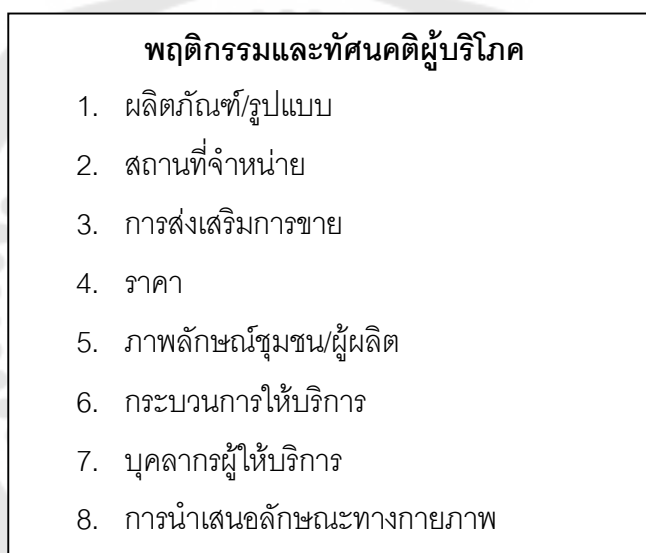 พฤติกรรมและทัศนคติผู้บริโภค
1. ผลิตภัณฑ์/รูปแบบ
2. สถานที่จำหน่าย
3. การส่งเสริมการขาย
4. ราคา
5. ภาพลักษณ์ชุมชน/ผู้ผลิต
6. กระบวนการให้บริการ
7. บุคลากรผู้ให้บริการ
8. การนำเสนอลักษณะทางกายภาพ